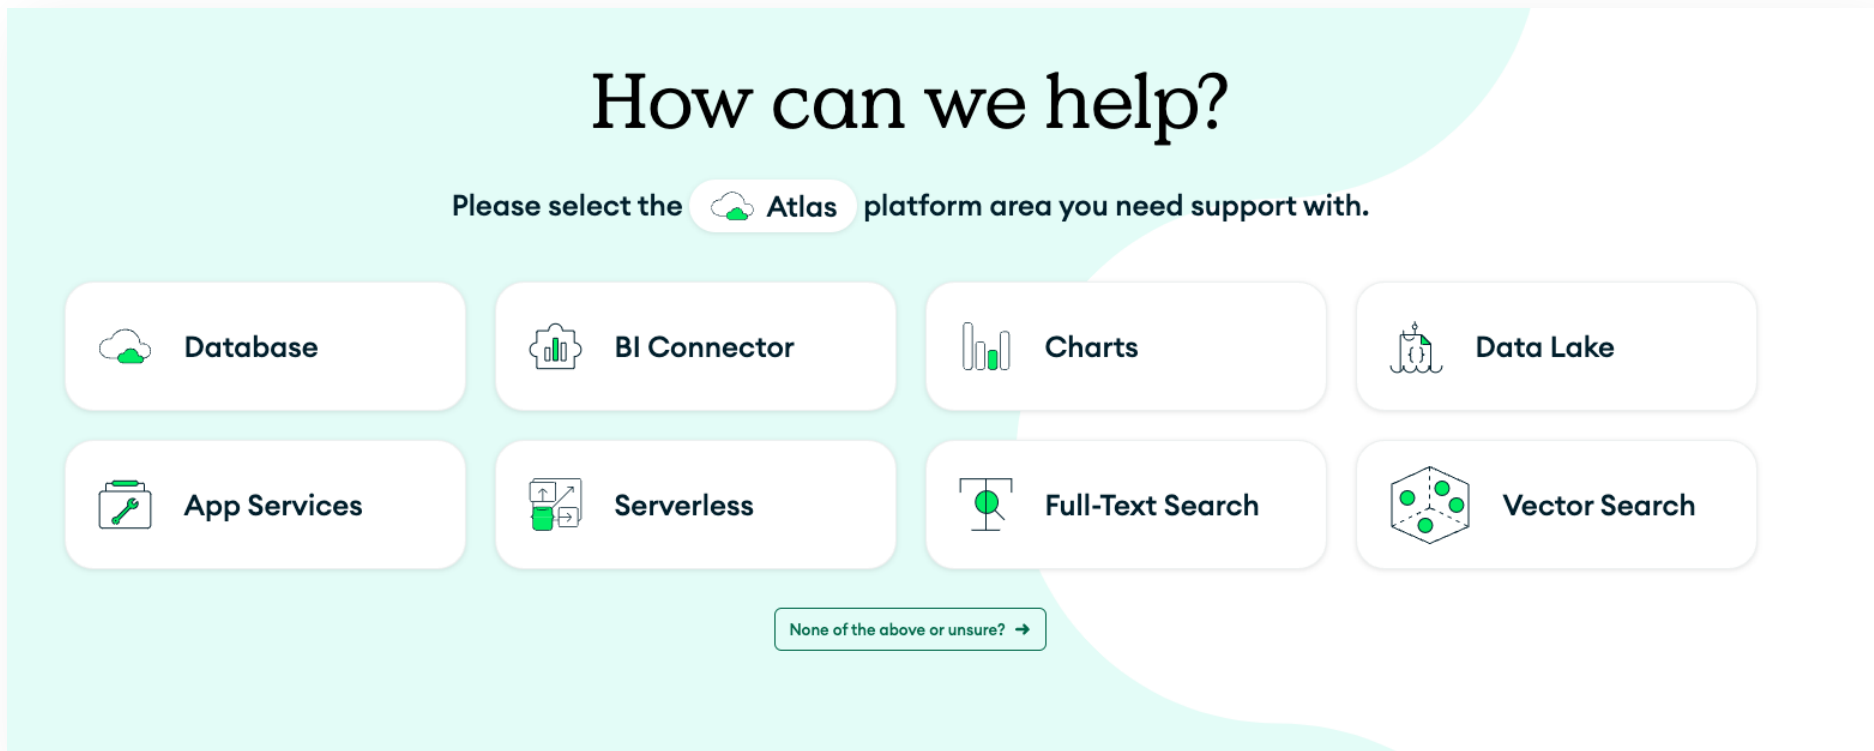 How can we help?
Please select the Atlas platform area you need support with.
Database
BI Connector
Charts
Data Lake
App Services
Serverless
Full-Text Search
Vector Search
None of the above or unsure? →